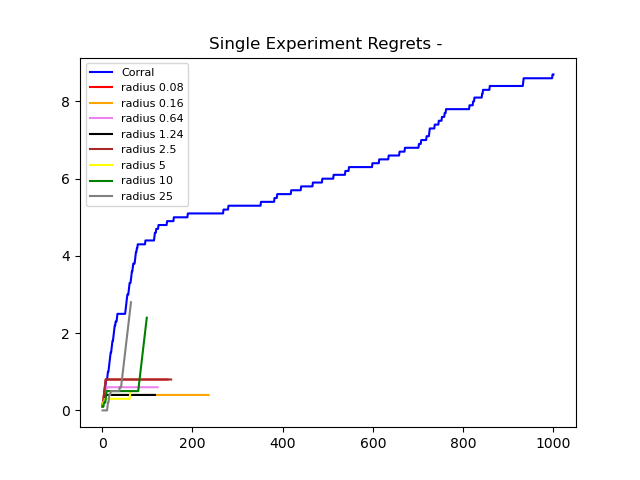 Single Experiment Regrets -
Corral
radius 0.08
radius 0.16
radius 0.64
radius 1.24
radius 2.5
radius 5
radius 10
radius 25
8
6
4
2
0
0 200 400 600 800 1000